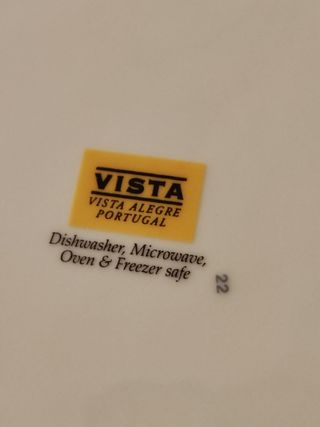 VISTA
VISTA ALEGRE
PORTUGAL
Dishwasher, Microwave,
Oven & Freezer safe
22